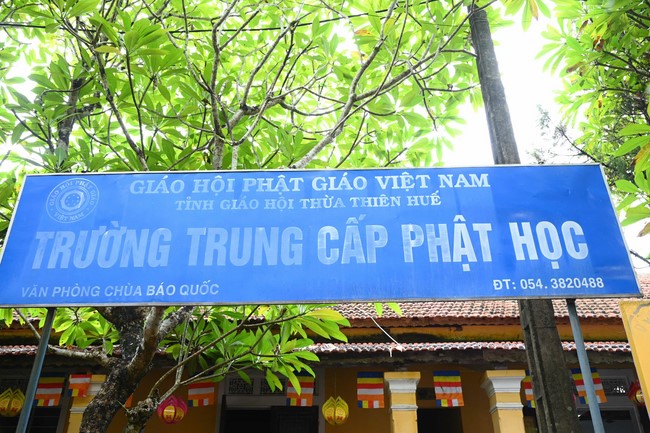 GIÁO HỘI PHẬT GIÁO VIỆT NAM
TỈNH GIÁO HỘI THỪA THIÊN HUẾ
TRƯỜNG TRUNG CẤP PHẬT HỌC
VĂN PHÒNG CHÙA BÁO QUỐC
ĐT: 054. 3820488